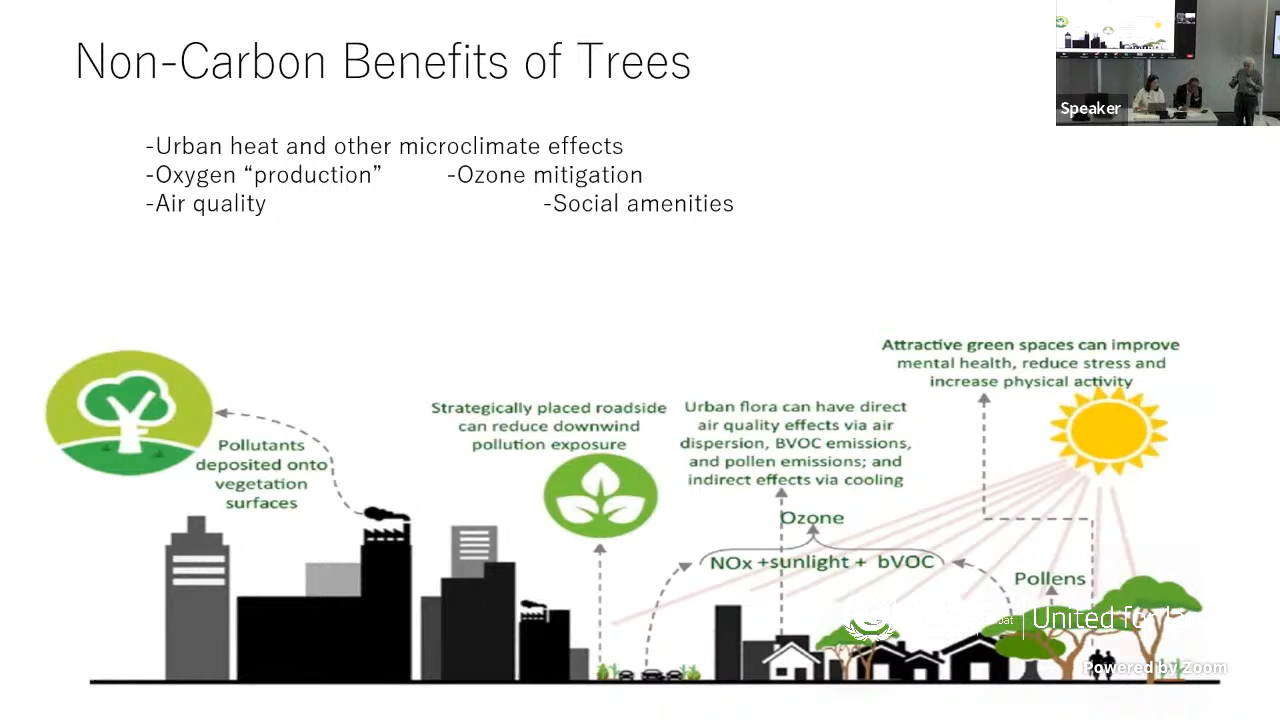 Non-Carbon Benefits of Trees
Speaker
-Urban heat and other microclimate effects
-Oxygen “production” -Ozone mitigation
-Air quality -Social amenities
Attractive green spaces can improve
mental health, reduce stress and
increase physical activity
Strategically placed roadside
can reduce downwind
pollution exposure
Urban flora can have direct
air quality effects via air
dispersion, BVOC emissions,
and pollen emissions; and
indirect effects via cooling
Pollutants
deposited onto
vegetation
surfaces
Ozone
NOx +sunlight + bVOC
Pollens
United for
Powered by Zoom